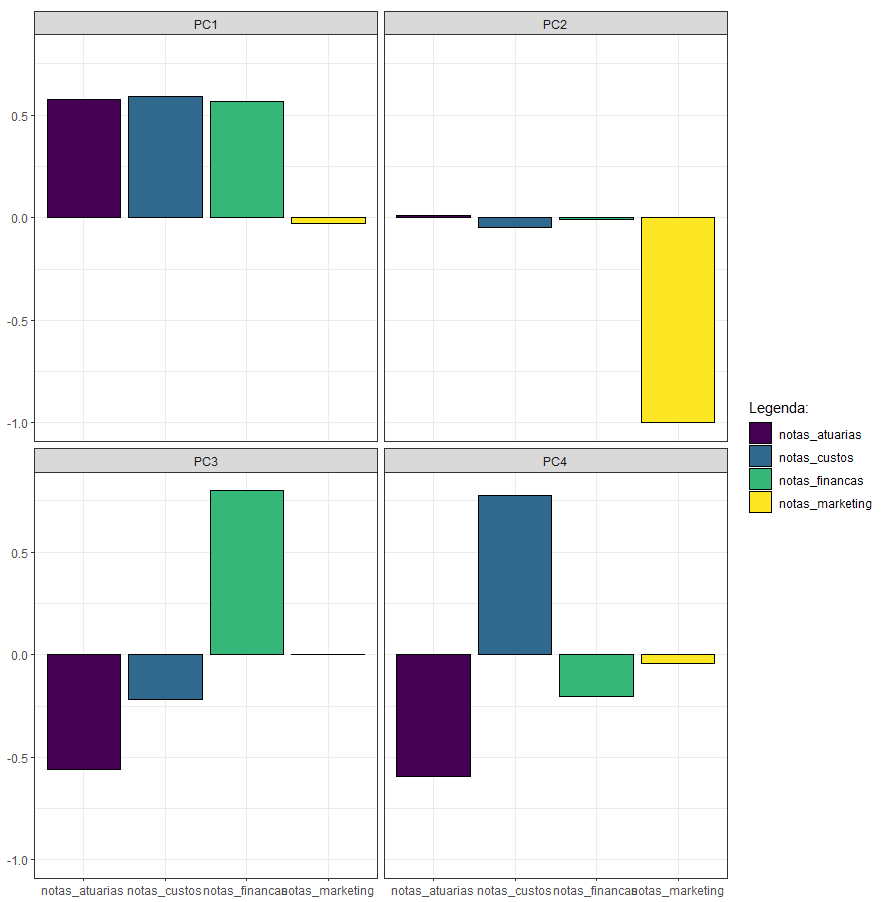 PC1
PC2
0.5
0.0
-0.5
-1.0
PC3
PC4
0.5
0.0
-0.5
-1.0
notas_atuarias notas_custos notas_financas notas_marketing
notas_atuarias notas_custos notas_financas notas_marketing
Legenda:
notas_atuarias
notas_custos
notas_financas
notas_marketing